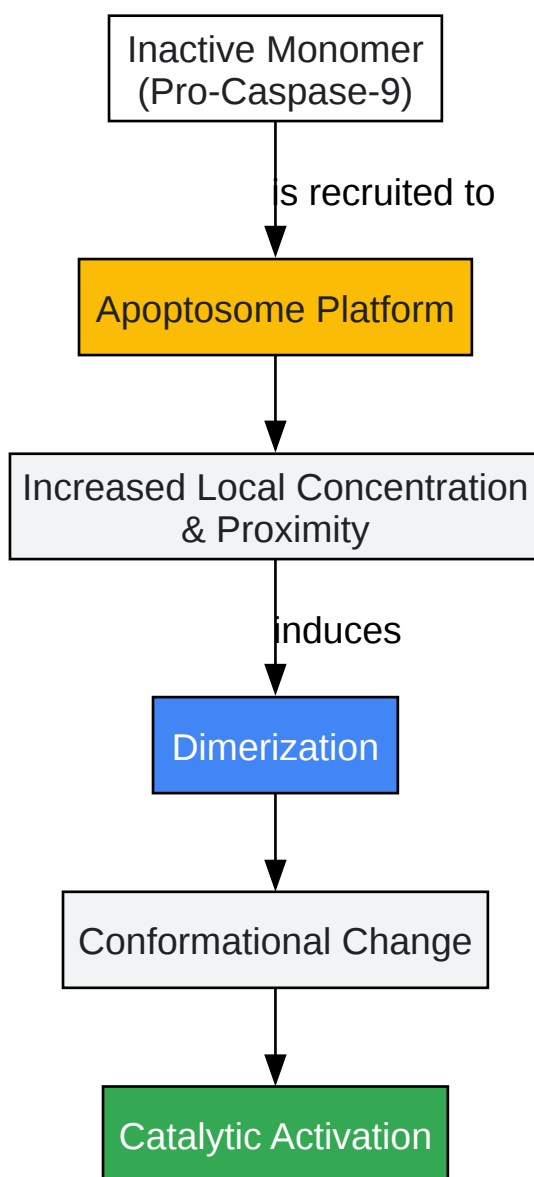 Inactive Monomer
(Pro-Caspase-9)
is recruited to
Apoptosome Platform
Increased Local Concentration
& Proximity
induces
Dimerization
Conformational Change
Catalytic Activation